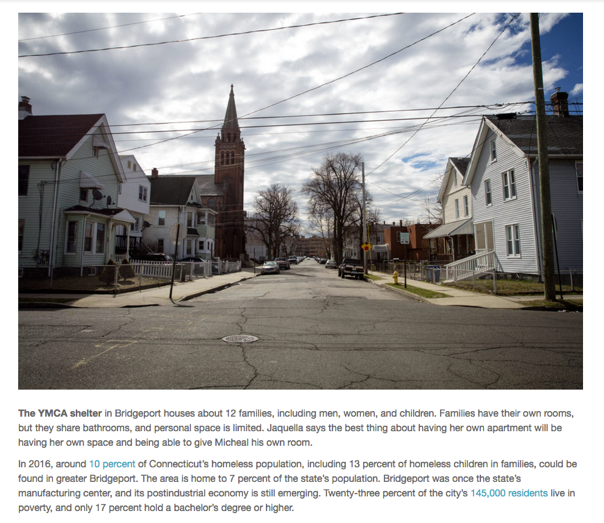 The YMCA shelter in Bridgeport houses about 12 families, including men, women, and children. Families have their own rooms,
but they share bathrooms, and personal space is limited. Jaquella says the best thing about having her own apartment will be
having her own space and being able to give Micheal his own room.
In 2016, around 10 percent of Connecticut's homeless population, including 13 percent of homeless children in families, could be
found in greater Bridgeport. The area is home to 7 percent of the state's population. Bridgeport was once the state's
manufacturing center, and its postindustrial economy is still emerging. Twenty-three percent of the city's 145,000 residents live in
poverty, and only 17 percent hold a bachelor's degree or higher.